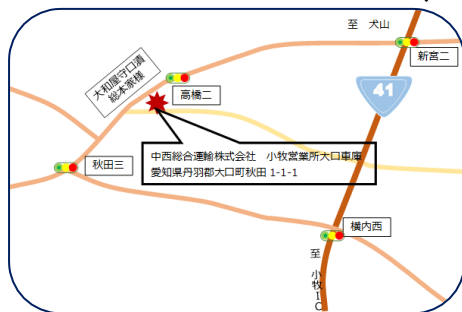 至　犬山
新宮二
41
大和屋守口漬
総本家様
高橋二
中西総合運輸株式会社　小牧営業所大口車庫
愛知県丹羽郡大口町秋田 1-1-1
秋田三
横内西
至　小牧IC